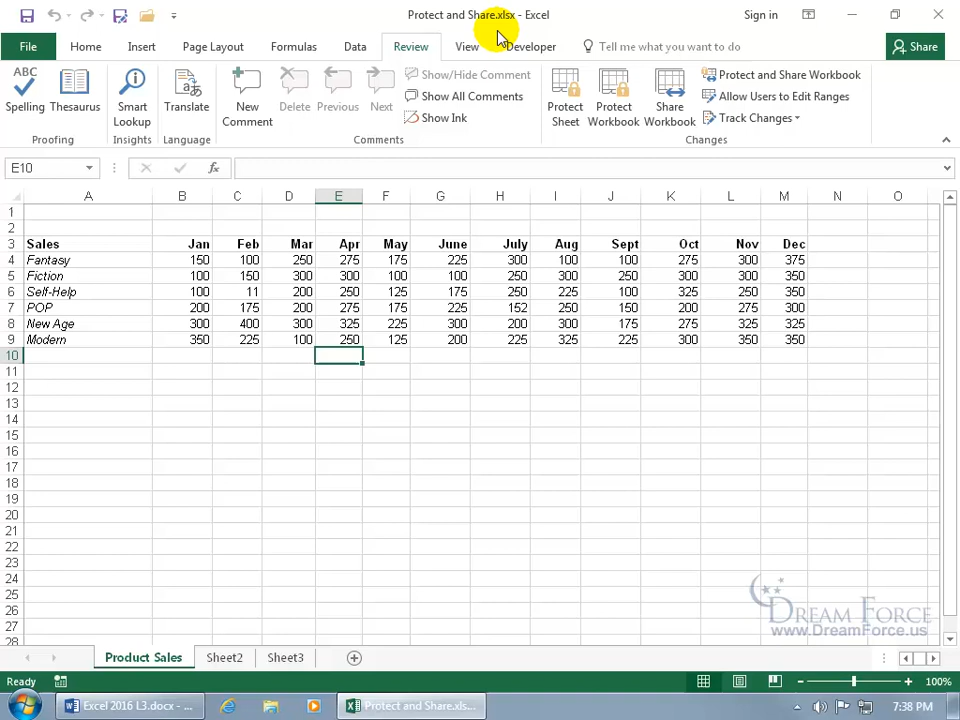 Protect and Share.xlsx - Excel
Sign in
File Home Insert Page Layout Formulas Data Review View Developer Tell me what you want to do Share
ABC
Spelling Thesaurus Smart Lookup Translate New Comment Delete Previous Next
Show/Hide Comment
Show All Comments
Show Ink
Protect Sheet Protect Workbook Share Workbook
Protect and Share Workbook
Allow Users to Edit Ranges
Track Changes
Proofing Insights Language Comments Changes
E10 fx
A B C D E F G H I J K L M N O
1
2
3 Sales Jan Feb Mar Apr May June July Aug Sept Oct Nov Dec
4 Fantasy 150 100 250 275 175 225 300 100 100 275 300 375
5 Fiction 100 150 300 300 100 100 250 300 250 300 300 350
6 Self-Help 100 11 200 250 125 175 250 225 100 325 250 350
7 POP 200 175 200 275 175 225 152 250 150 200 275 300
8 New Age 300 400 300 325 225 300 200 300 175 275 325 325
9 Modern 350 225 100 250 125 200 225 325 225 300 350 350
10
11
12
13
14
15
16
17
18
19
20
21
22
23
24
25
26
27
28
Dream Force
www.DreamForce.us
Product Sales Sheet2 Sheet3
Ready 100%
Excel 2016 L3.docx - ... Protect and Share.xls... 7:38 PM